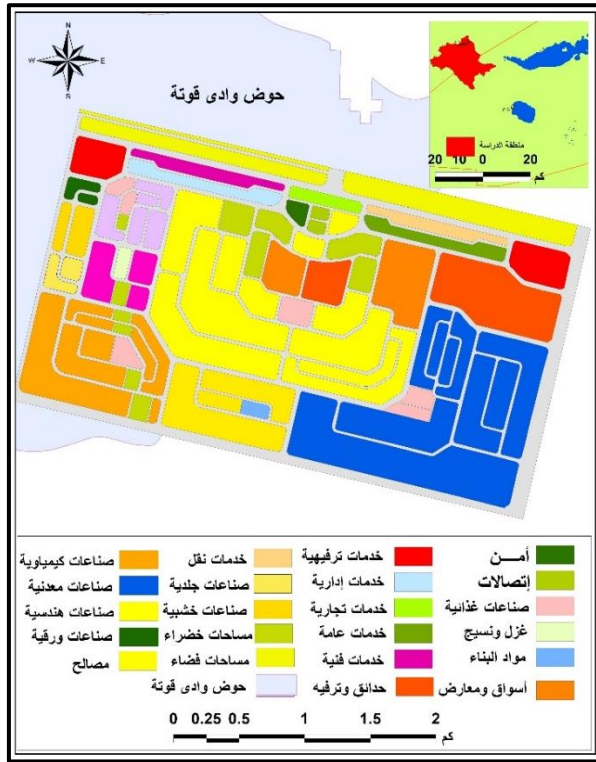 N
W E
S
حوض وادى قوتة
منطقة الدراسة
20 10 0 20
كم
أمـــن
خدمات ترفيهية
خدمات نقل
صناعات كيمياوية
إتصالات
خدمات إدارية
صناعات جلدية
صناعات معدنية
صناعات غذائية
خدمات تجارية
صناعات خشبية
صناعات هندسية
غزل ونسيج
خدمات عامة
مساحات خضراء
صناعات ورقية
مواد البناء
خدمات فنية
مساحات فضاء
مصالح
أسواق ومعارض
حدائق وترفيه
حوض وادى قوتة
0 0.25 0.5 1 1.5 2
كم